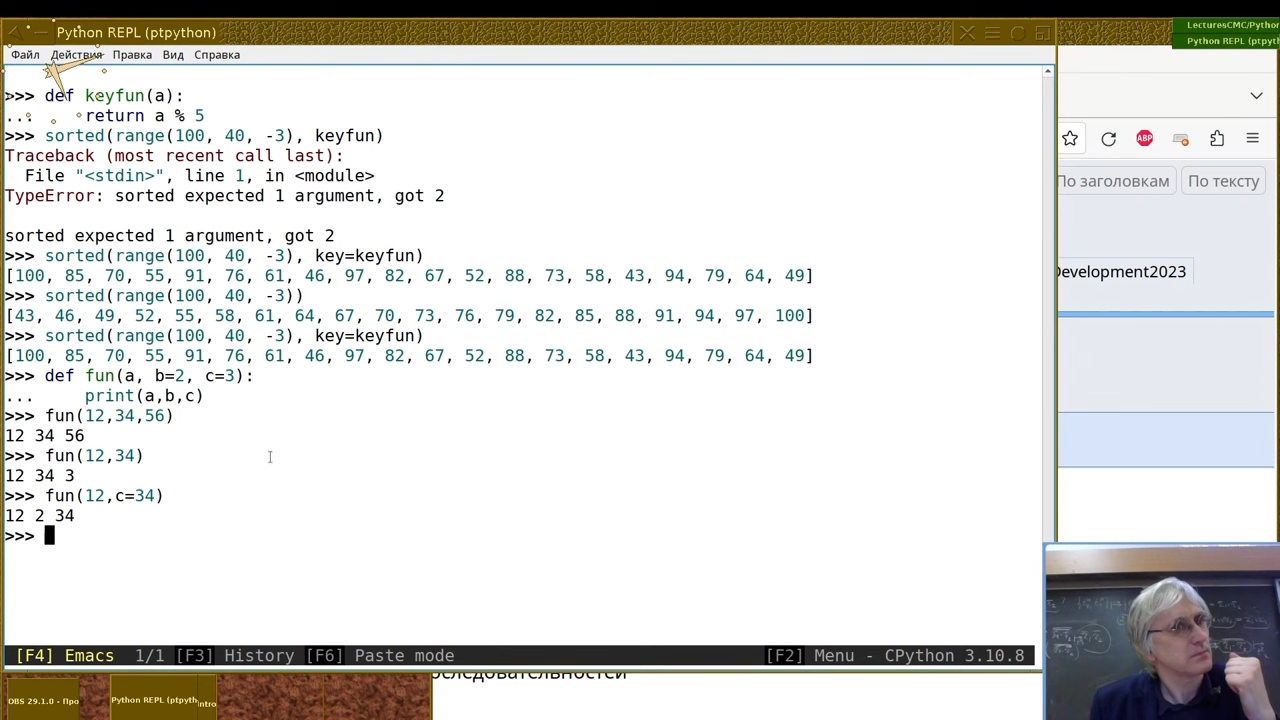 Python REPL (ptpython)
LecturesCMC/Python
Python REPL (ptpython
Файл Действия Правка Вид Справка
>>> def keyfun(a):
...     return a % 5
>>> sorted(range(100, 40, -3), keyfun)
Traceback (most recent call last):
  File "<stdin>", line 1, in <module>
TypeError: sorted expected 1 argument, got 2
sorted expected 1 argument, got 2
>>> sorted(range(100, 40, -3), key=keyfun)
[100, 85, 70, 55, 91, 76, 61, 46, 97, 82, 67, 52, 88, 73, 58, 43, 94, 79, 64, 49]
>>> sorted(range(100, 40, -3))
[43, 46, 49, 52, 55, 58, 61, 64, 67, 70, 73, 76, 79, 82, 85, 88, 91, 94, 97, 100]
>>> sorted(range(100, 40, -3), key=keyfun)
[100, 85, 70, 55, 91, 76, 61, 46, 97, 82, 67, 52, 88, 73, 58, 43, 94, 79, 64, 49]
>>> def fun(a, b=2, c=3):
...     print(a,b,c)
>>> fun(12,34,56)
12 34 56
>>> fun(12,34)
12 34 3
>>> fun(12,c=34)
12 2 34
>>>
[F4] Emacs 1/1 [F3] History [F6] Paste mode [F2] Menu - CPython 3.10.8
ABP
По заголовкам По тексту
Development2023
оследовательностей
OBS 29.1.0 - Про
Python REPL (ptpyth
Intro